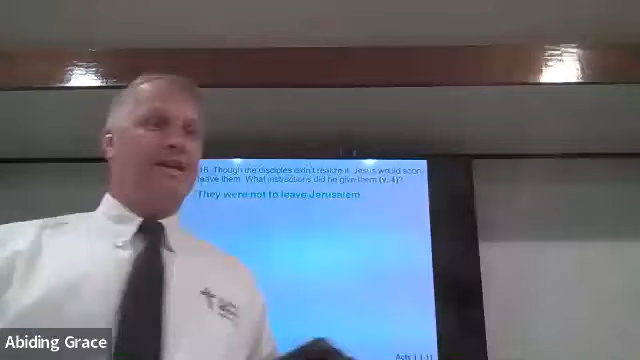 16. Though the disciples didn't realize it, Jesus would soon
leave them. What instructions did he give them (v. 4)?
They were not to leave Jerusalem
Acts 1:1-11
Abiding Grace